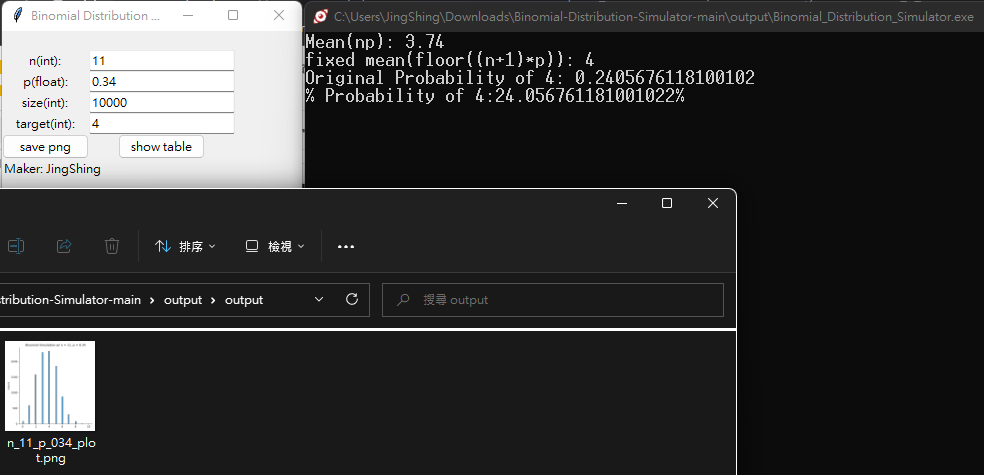 Binomial Distribution ...
n(int):
11
p(float):
0.34
size(int):
10000
target(int):
4
save png
show table
Maker: JingShing
C:\Users\JingShing\Downloads\Binomial-Distribution-Simulator-main\output\Binomial_Distribution_Simulator.exe
Mean(np): 3.74
fixed mean(floor((n+1)*p)): 4
Original Probability of 4: 0.2405676118100102
% Probability of 4:24.056761181001022%
排序
檢視
stribution-Simulator-main > output > output
搜尋 output
n_11_p_034_plo
t.png